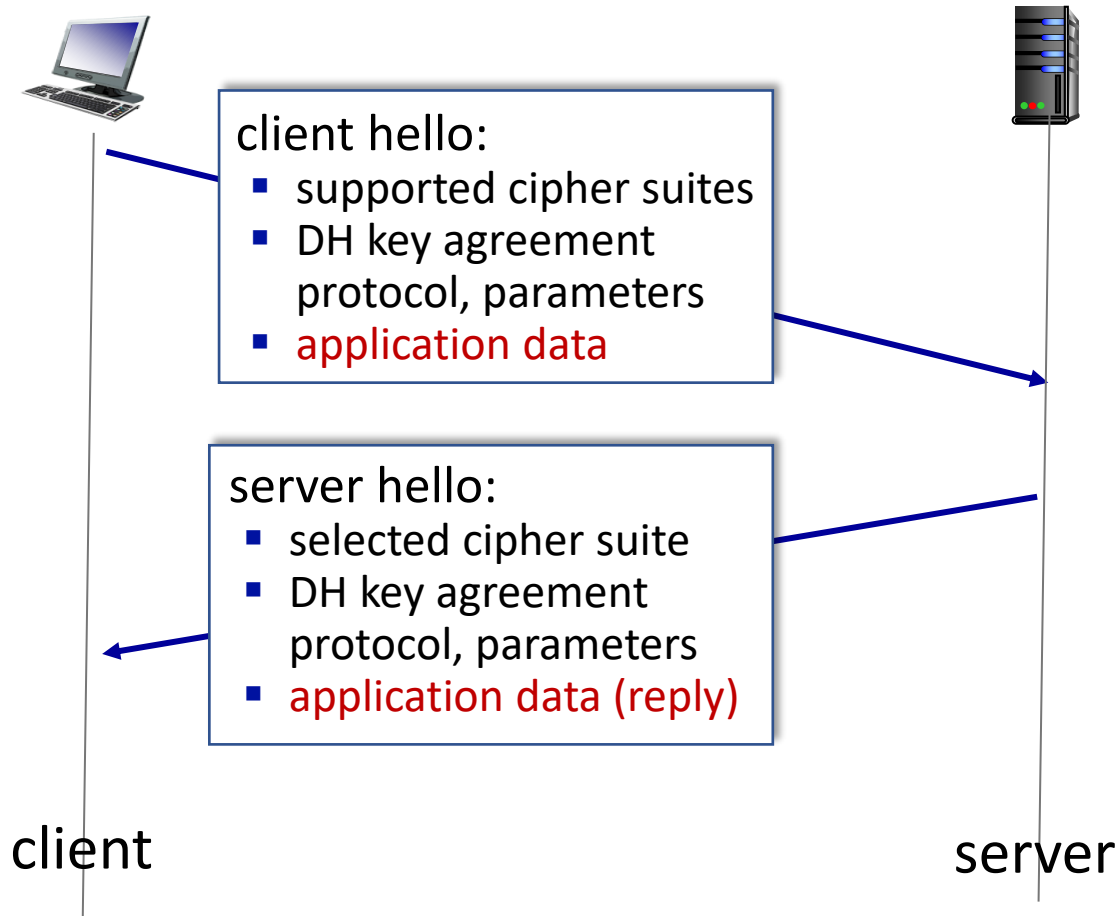 client hello:
▪ supported cipher suites
▪ DH key agreement
protocol, parameters
▪ application data
server hello:
▪ selected cipher suite
▪ DH key agreement
protocol, parameters
▪ application data (reply)
client
server